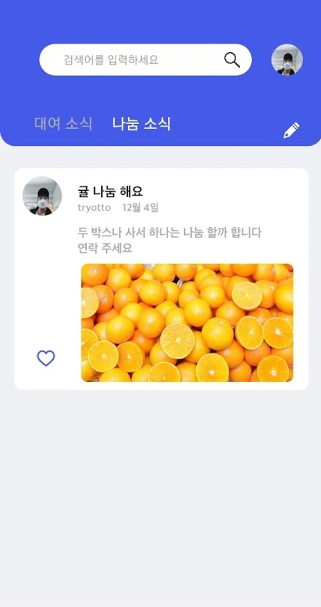 검색어를 입력하세요
대여 소식 나눔 소식
귤 나눔 해요
tryotto 12월 4일
두 박스나 사서 하나는 나눔 할까 합니다
연락 주세요